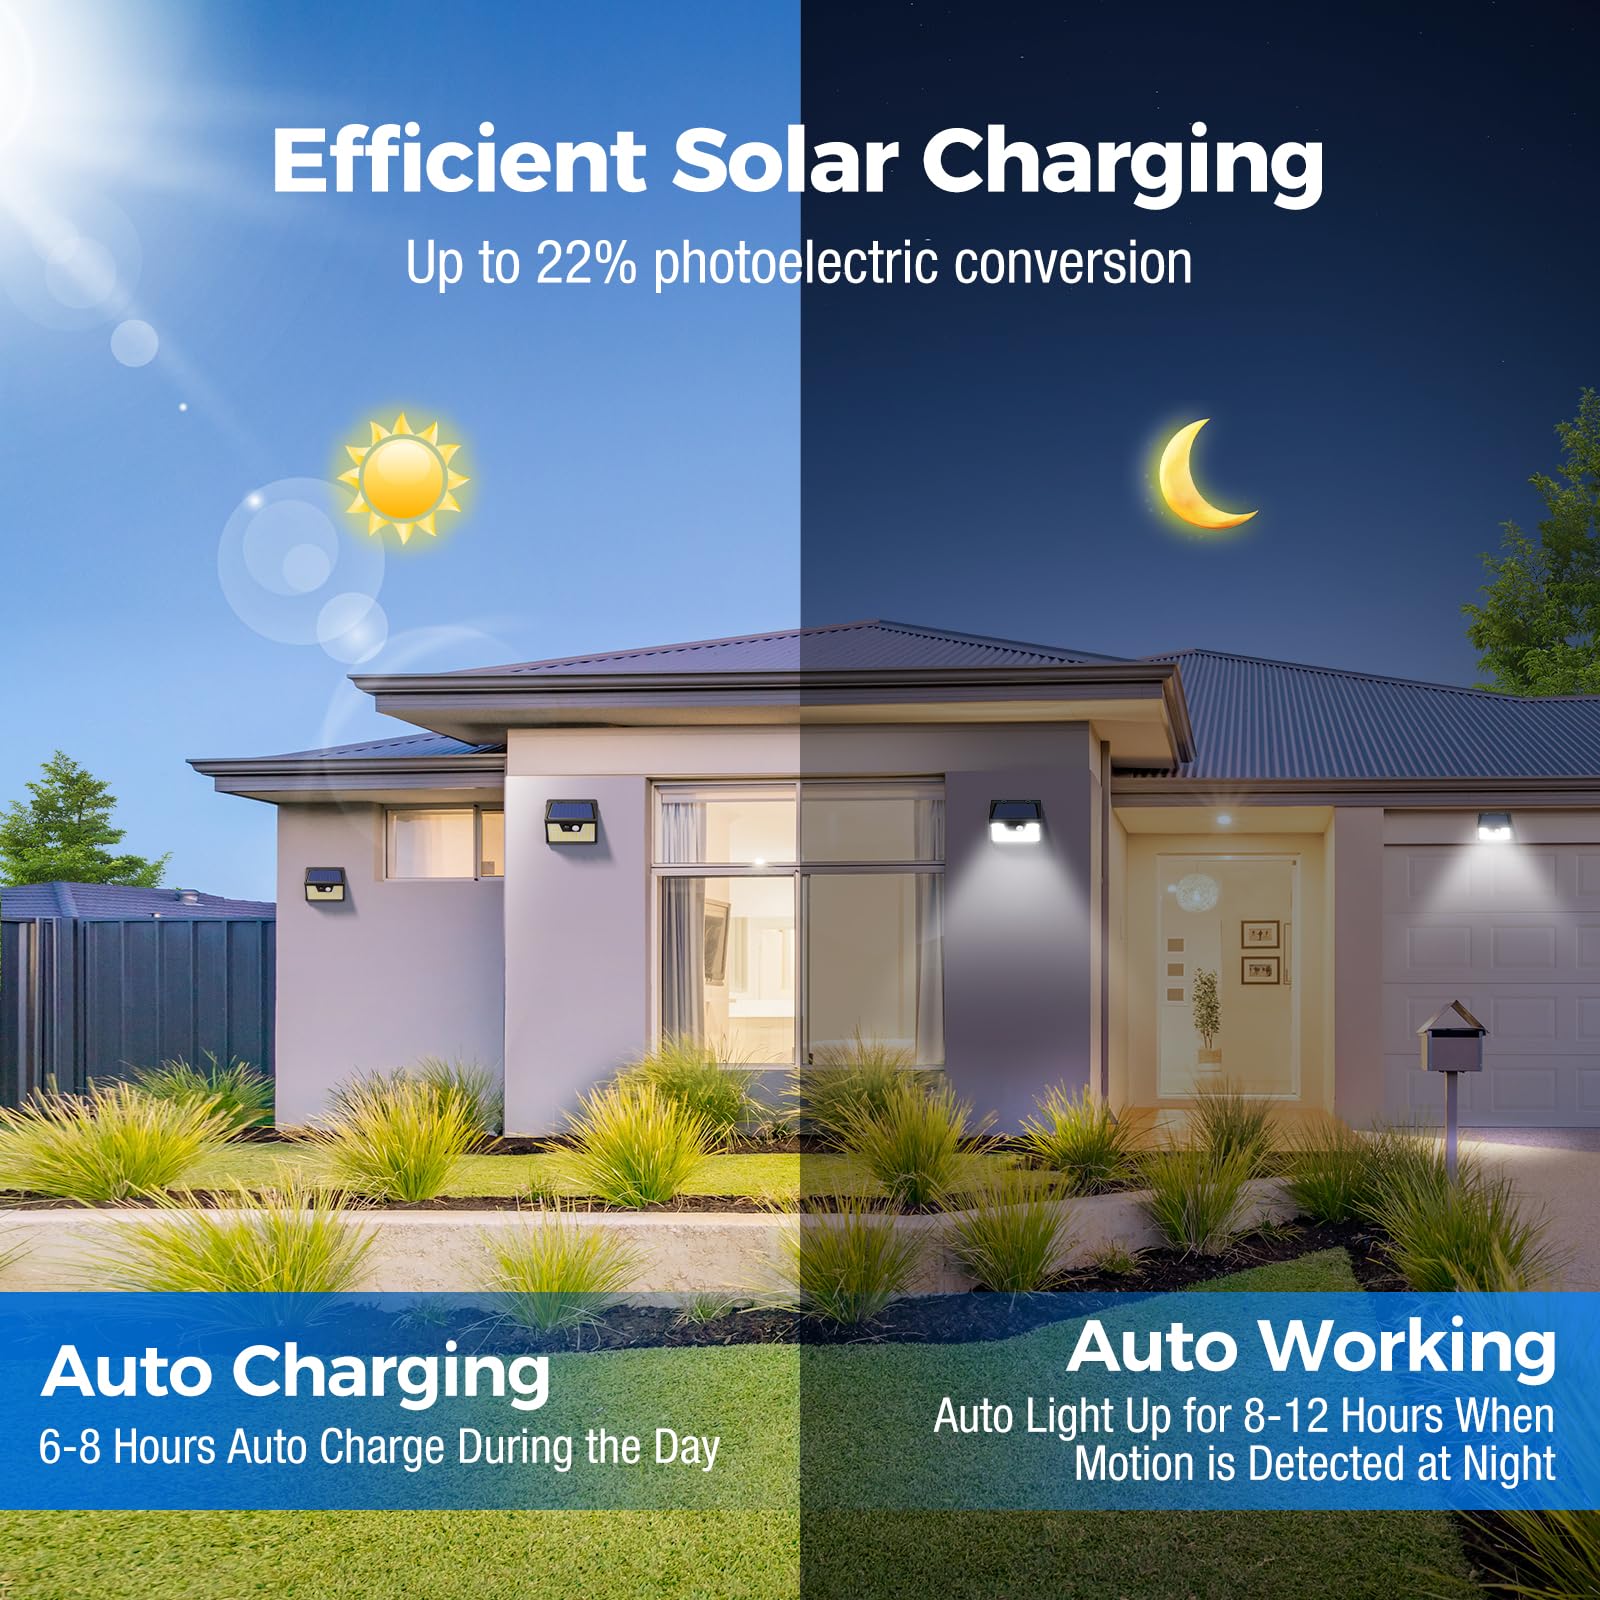 Efficient Solar Charging
Up to 22% photoelectric conversion
Auto Charging
6-8 Hours Auto Charge During the Day
Auto Working
Auto Light Up for 8-12 Hours When
Motion is Detected at Night